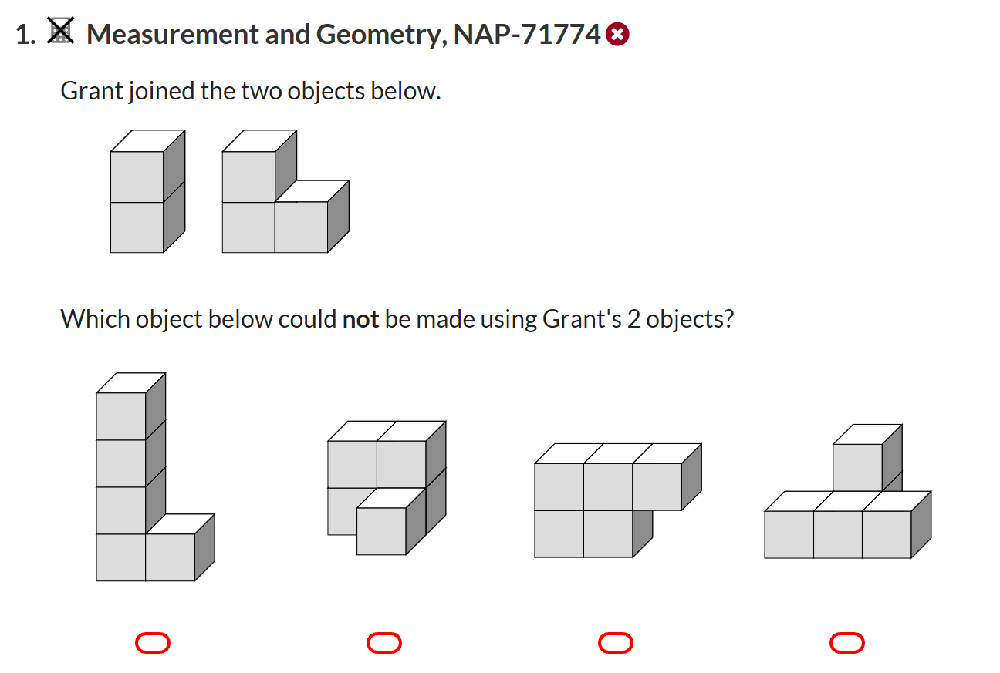 1. Measurement and Geometry, NAP-71774
Grant joined the two objects below.
Which object below could not be made using Grant's 2 objects?